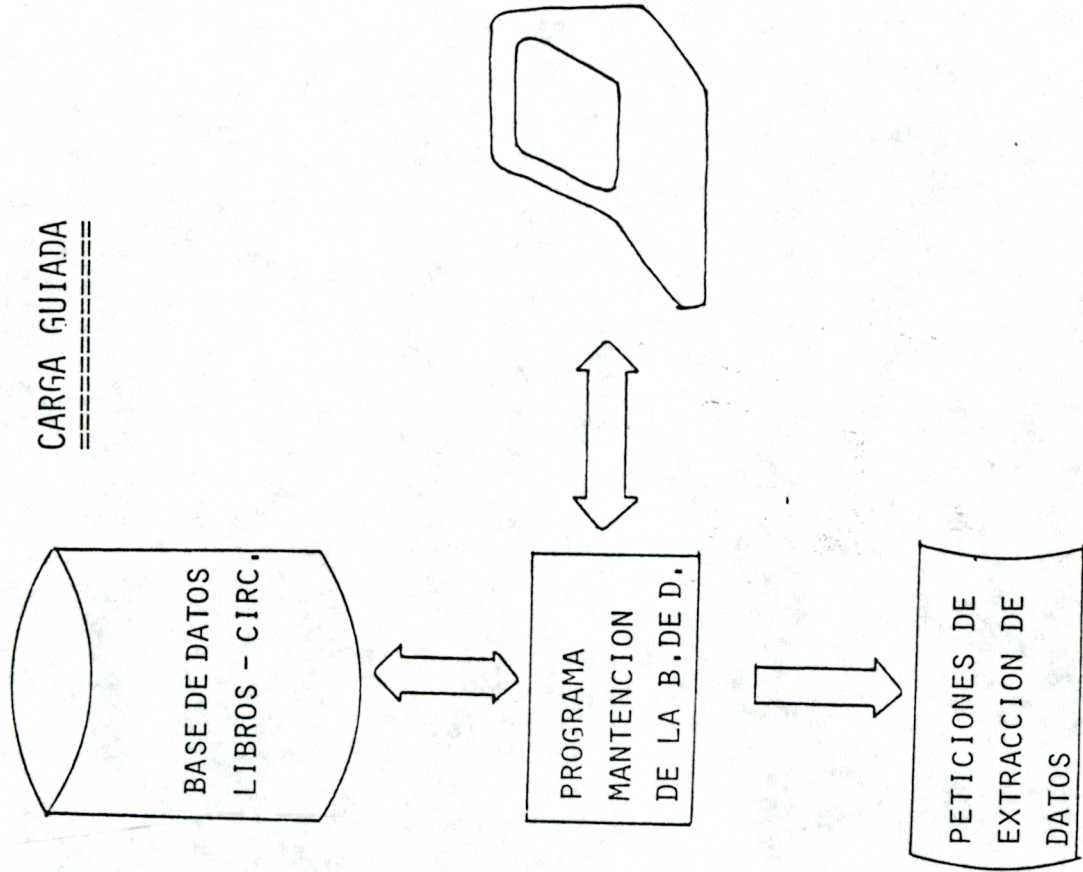 CARGA GUIADA
============
BASE DE DATOS
LIBROS - CIRC.
PROGRAMA
MANTENCION
DE LA B.DE D.
PETICIONES DE
EXTRACCION DE
DATOS